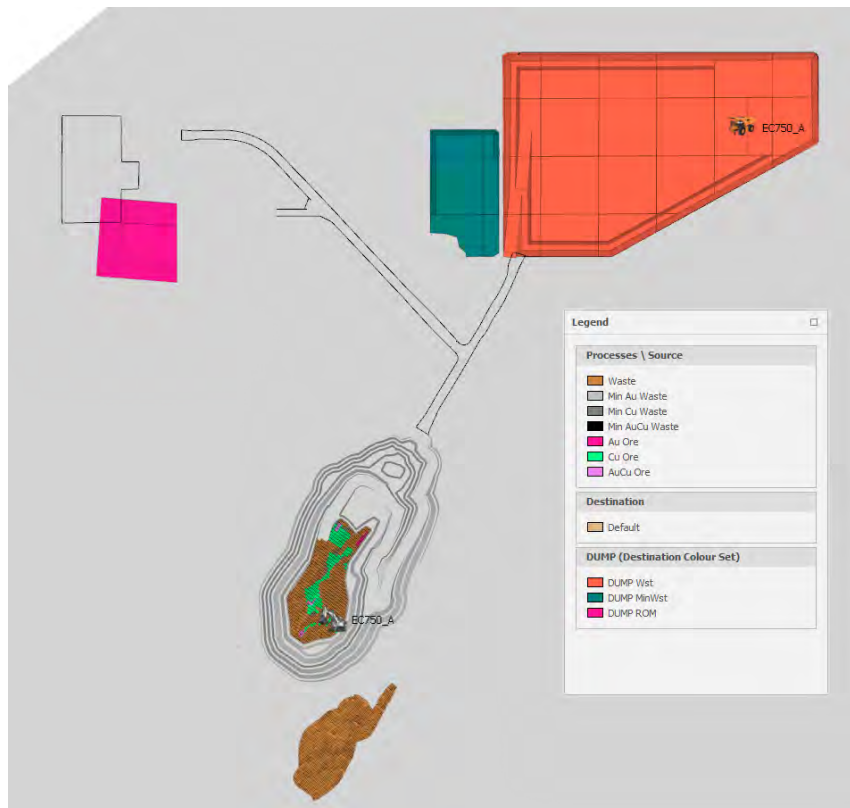 EC750_A
Legend
Processes \ Source
Waste
Min Au Waste
Min Cu Waste
Min AuCu Waste
Au Ore
Cu Ore
AuCu Ore
Destination
Default
DUMP (Destination Colour Set)
DUMP Wst
DUMP MinWst
DUMP ROM
EC750_A